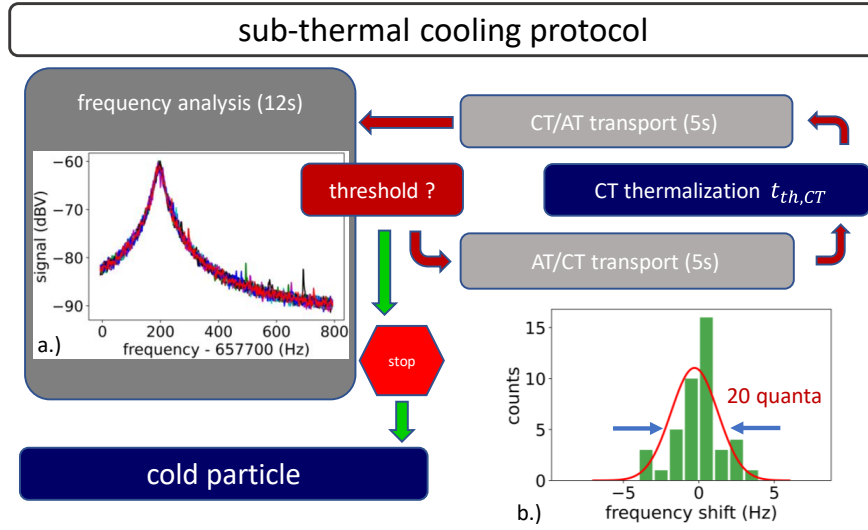 sub-thermal cooling protocol
frequency analysis (12s)
CT/AT transport (5s)
threshold ?
CT thermalization t_{th,CT}
AT/CT transport (5s)
−60
−70
−80
−90
signal (dBV)
0 200 400 600 800
frequency - 657700 (Hz)
a.)
stop
cold particle
15
10
5
0
counts
20 quanta
−5 0 5
frequency shift (Hz)
b.)